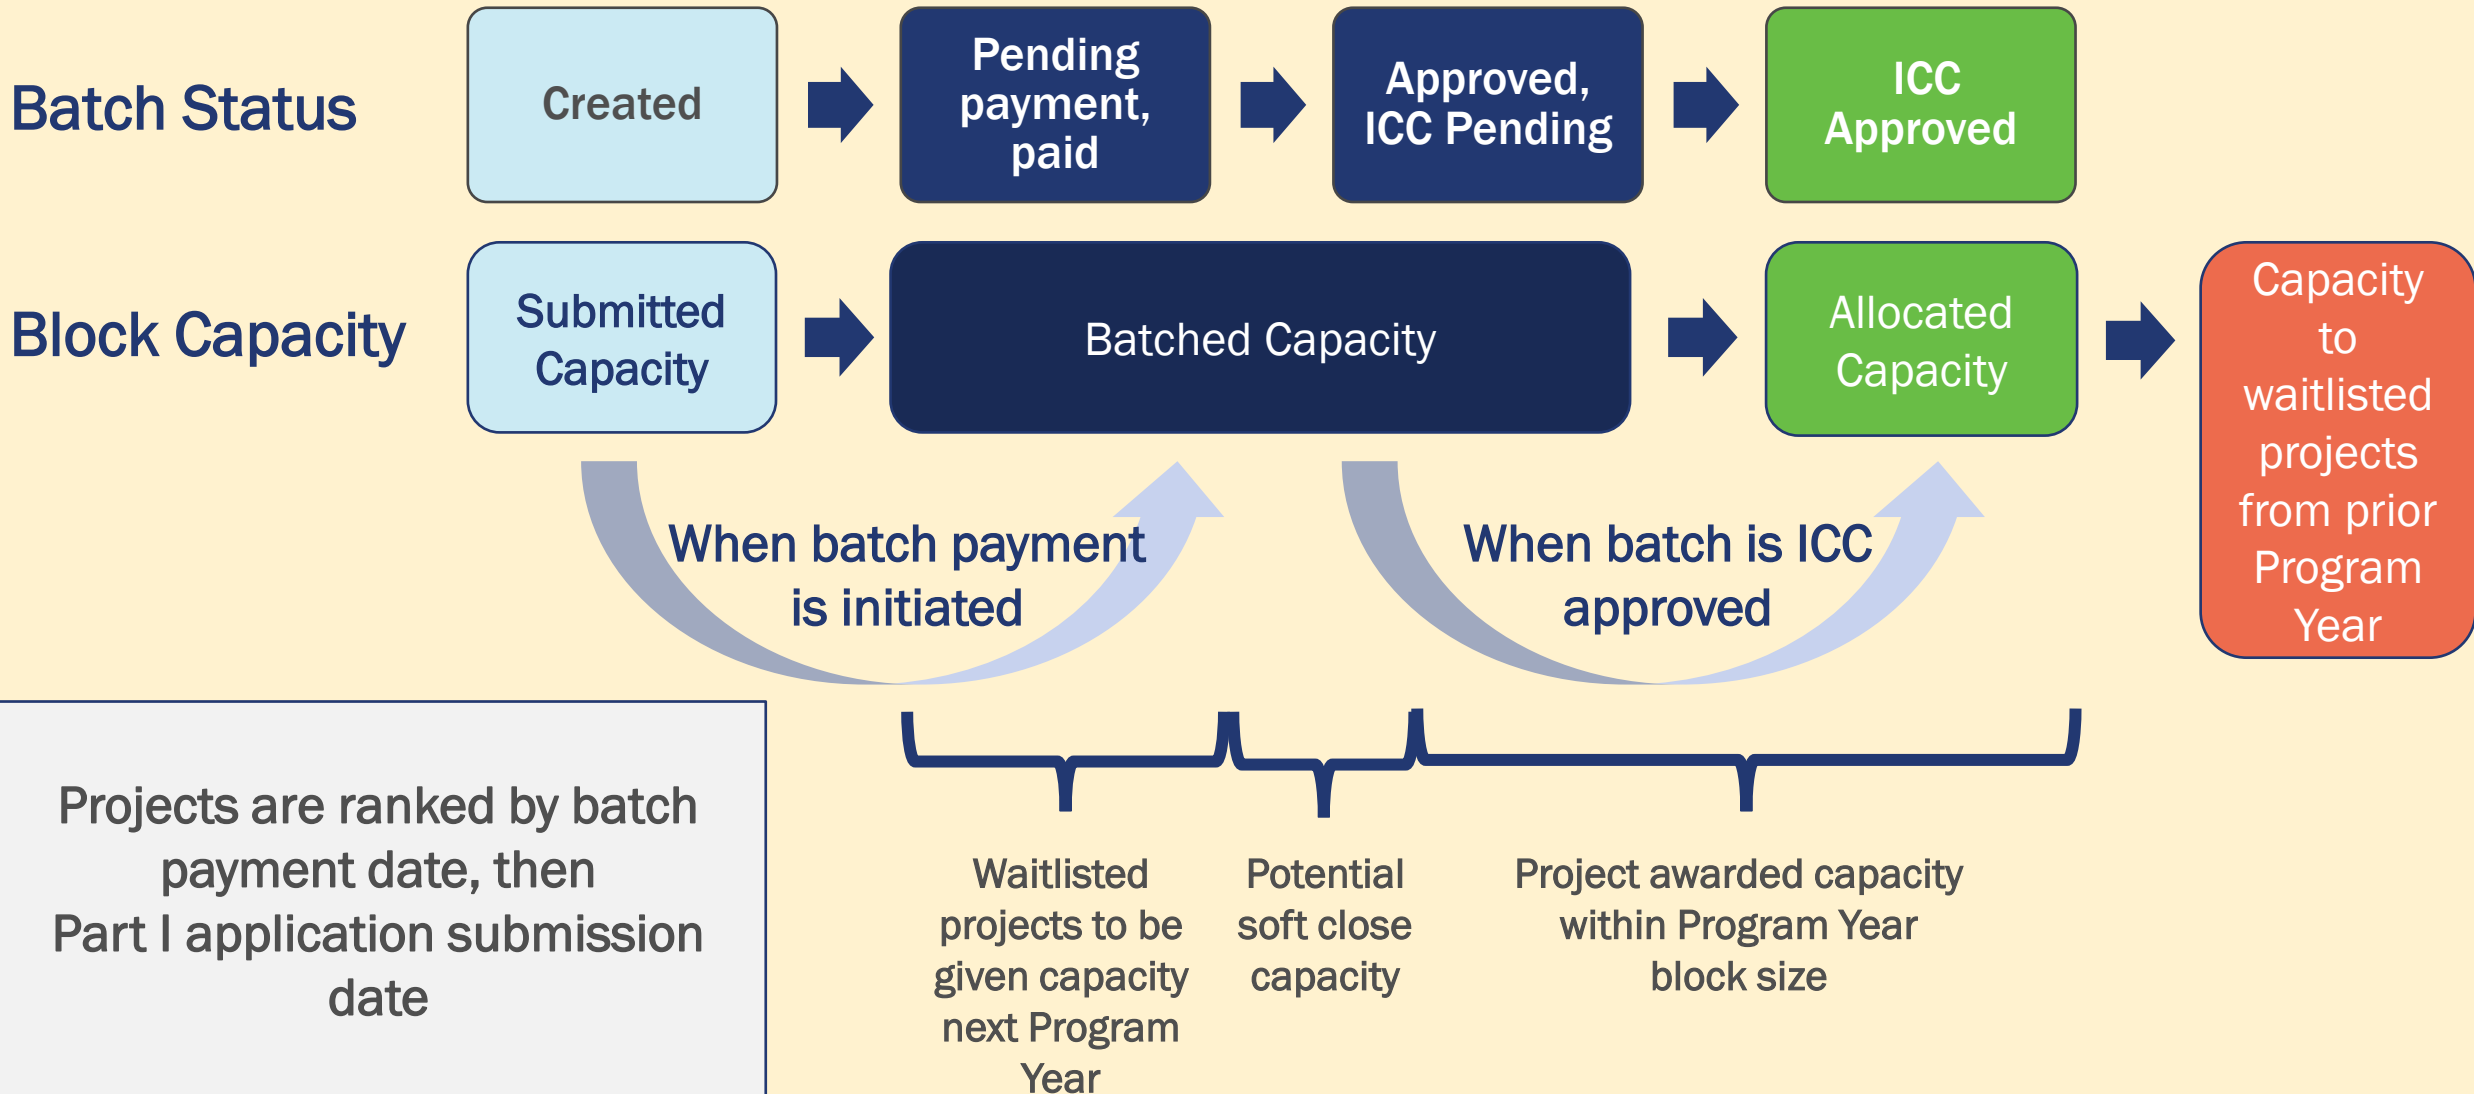 Batch Status
Created
Pending
payment,
paid
Approved,
ICC Pending
ICC
Approved
Block Capacity
Submitted
Capacity
Batched Capacity
Allocated
Capacity
Capacity
to
waitlisted
projects
from prior
Program
Year
When batch payment
is initiated
When batch is ICC
approved
Projects are ranked by batch
payment date, then
Part I application submission
date
Waitlisted
projects to be
given capacity
next Program
Year
Potential
soft close
capacity
Project awarded capacity
within Program Year
block size